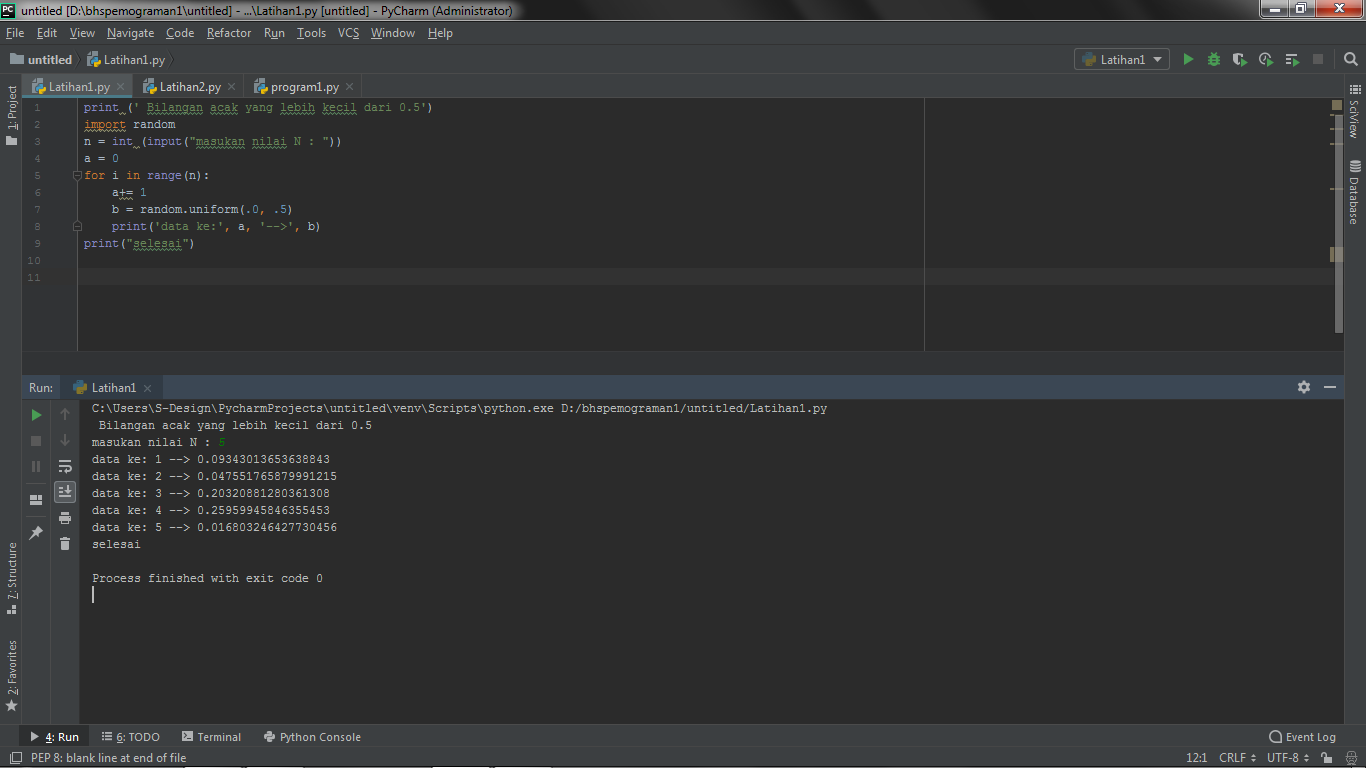 untitled [D:\bhspemograman1\untitled] - ...\Latihan1.py [untitled] - PyCharm (Administrator)
File Edit View Navigate Code Refactor Run Tools VCS Window Help
untitled Latihan1.py Latihan1
Latihan1.py Latihan2.py program1.py
1: Project
SciView
Database
1 print (' Bilangan acak yang lebih kecil dari 0.5')
2 import random
3 n = int (input("masukan nilai N : "))
4 a = 0
5 for i in range(n):
6 a+= 1
7 b = random.uniform(.0, .5)
8 print('data ke:', a, '-->', b)
9 print("selesai")
10
11
Run: Latihan1
C:\Users\S-Design\PycharmProjects\untitled\venv\Scripts\python.exe D:/bhspemograman1/untitled/Latihan1.py
Bilangan acak yang lebih kecil dari 0.5
masukan nilai N : 5
data ke: 1 --> 0.09343013653638843
data ke: 2 --> 0.047551765879991215
data ke: 3 --> 0.20320881280361308
data ke: 4 --> 0.25959945846355453
data ke: 5 --> 0.016803246427730456
selesai
Process finished with exit code 0
7: Structure
2: Favorites
4: Run 6: TODO Terminal Python Console Event Log
PEP 8: blank line at end of file 12:1 CRLF UTF-8